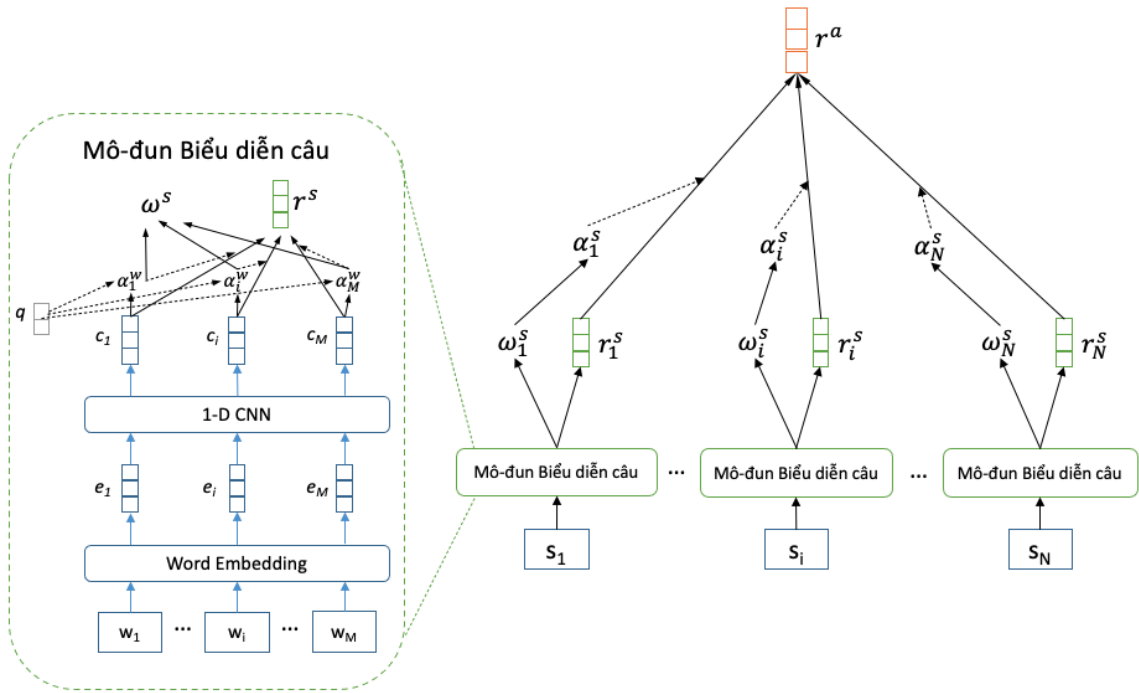 r^a
Mô-đun Biểu diễn câu
ω^s
r^s
α_1^w
α_i^w
α_M^w
q
c_1
c_i
c_M
1-D CNN
e_1
e_i
e_M
Word Embedding
w_1 ... w_i ... w_M
α_1^s
α_i^s
α_N^s
ω_1^s
r_1^s
ω_i^s
r_i^s
ω_N^s
r_N^s
Mô-đun Biểu diễn câu ... Mô-đun Biểu diễn câu ... Mô-đun Biểu diễn câu
S_1
S_i
S_N